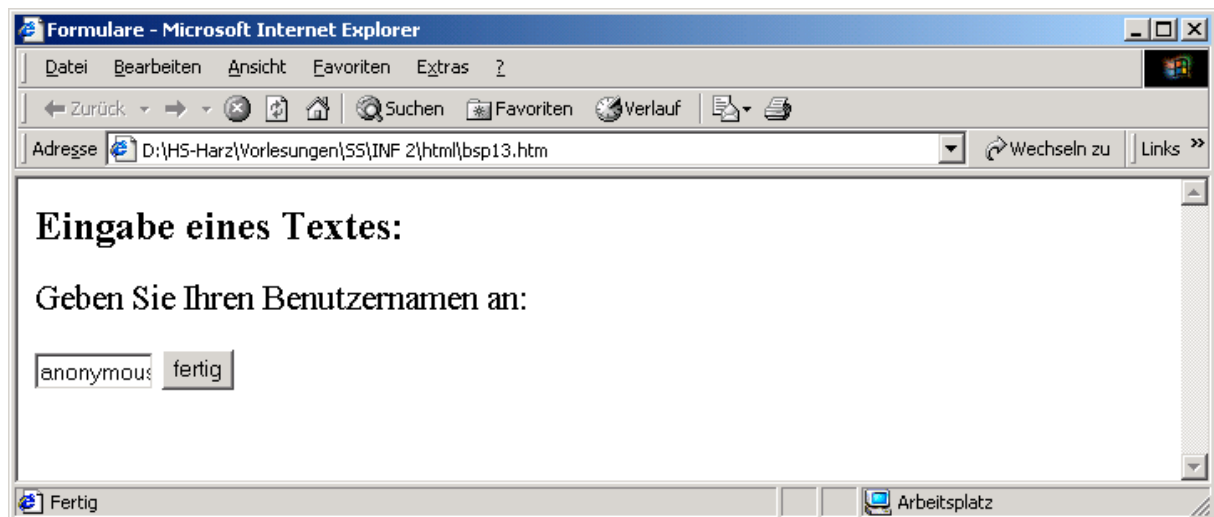 Formulare - Microsoft Internet Explorer
Datei Bearbeiten Ansicht Favoriten Extras ?
Zurück Suchen Favoriten Verlauf
Adresse D:\HS-Harz\Vorlesungen\SS\INF 2\html\bsp13.htm Wechseln zu Links »
Eingabe eines Textes:
Geben Sie Ihren Benutzernamen an:
anonymous fertig
Fertig Arbeitsplatz